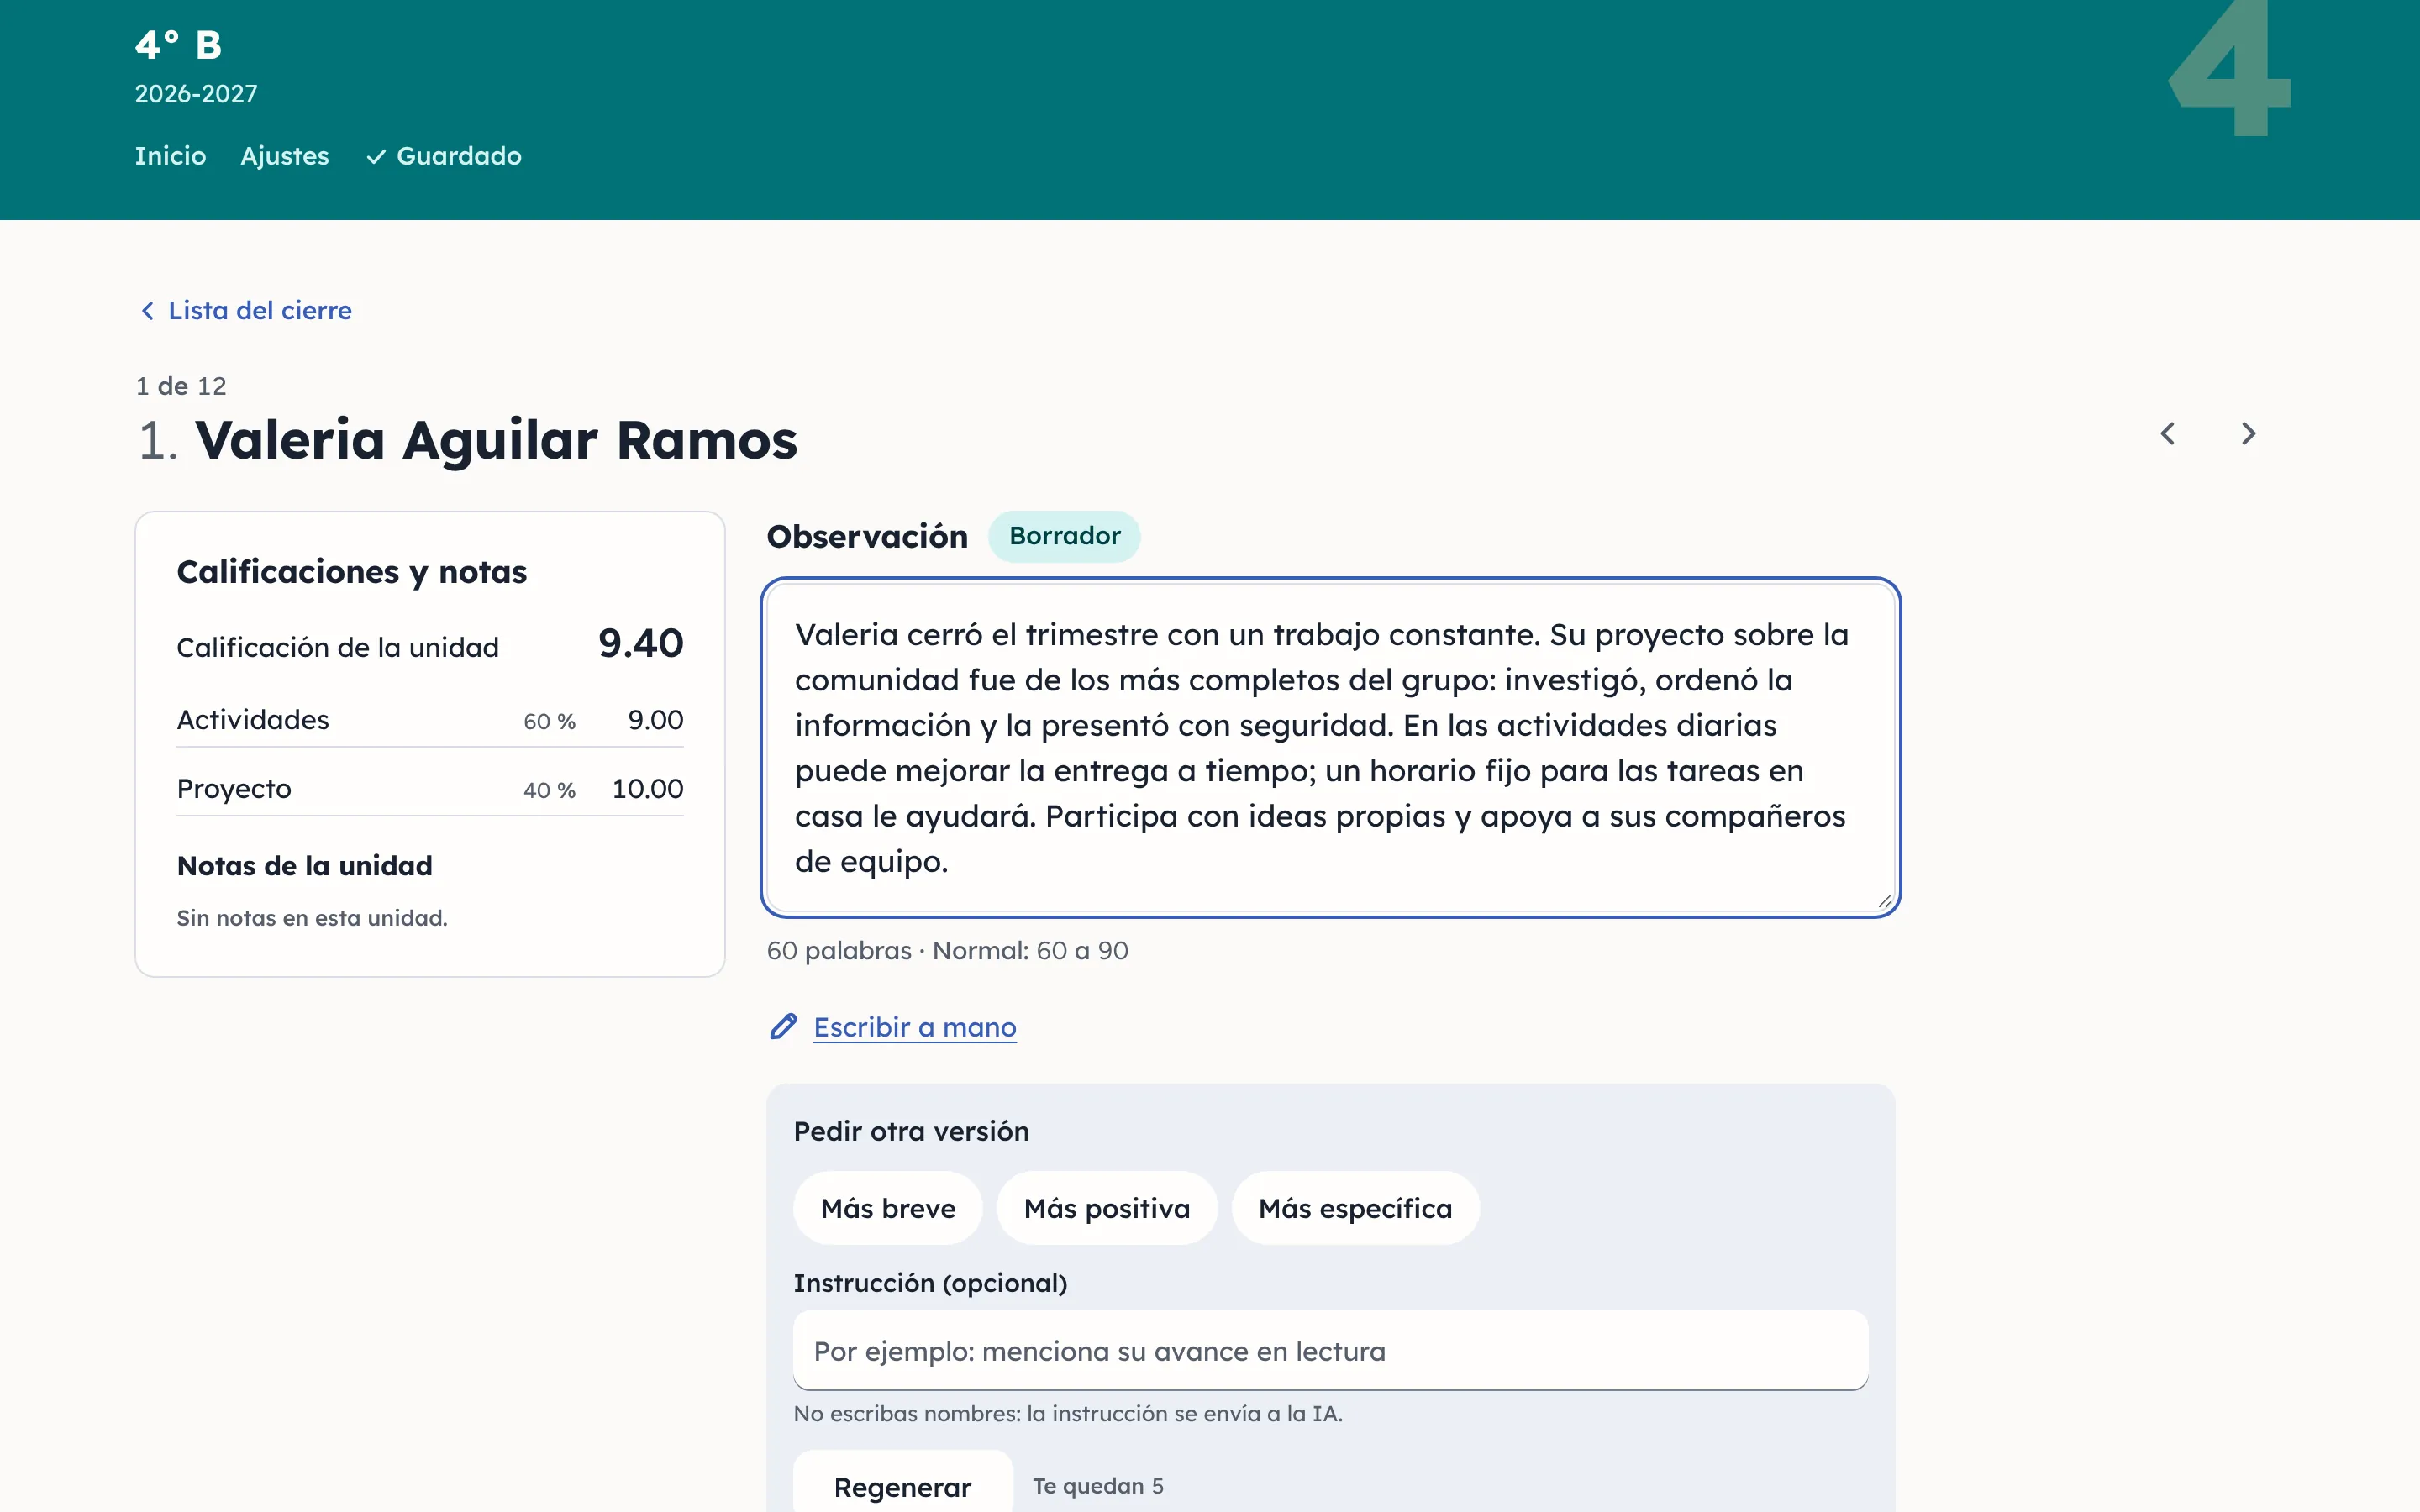 4° B
2026-2027
Inicio Ajustes Guardado
4
Lista del cierre
1 de 12
1. Valeria Aguilar Ramos
Calificaciones y notas
Calificación de la unidad 9.40
Actividades 60 % 9.00
Proyecto 40 % 10.00
Notas de la unidad
Sin notas en esta unidad.
Observación Borrador
Valeria cerró el trimestre con un trabajo constante. Su proyecto sobre la
comunidad fue de los más completos del grupo: investigó, ordenó la
información y la presentó con seguridad. En las actividades diarias
puede mejorar la entrega a tiempo; un horario fijo para las tareas en
casa le ayudará. Participa con ideas propias y apoya a sus compañeros
de equipo.
60 palabras · Normal: 60 a 90
Escribir a mano
Pedir otra versión
Más breve Más positiva Más específica
Instrucción (opcional)
Por ejemplo: menciona su avance en lectura
No escribas nombres: la instrucción se envía a la IA.
Regenerar Te quedan 5